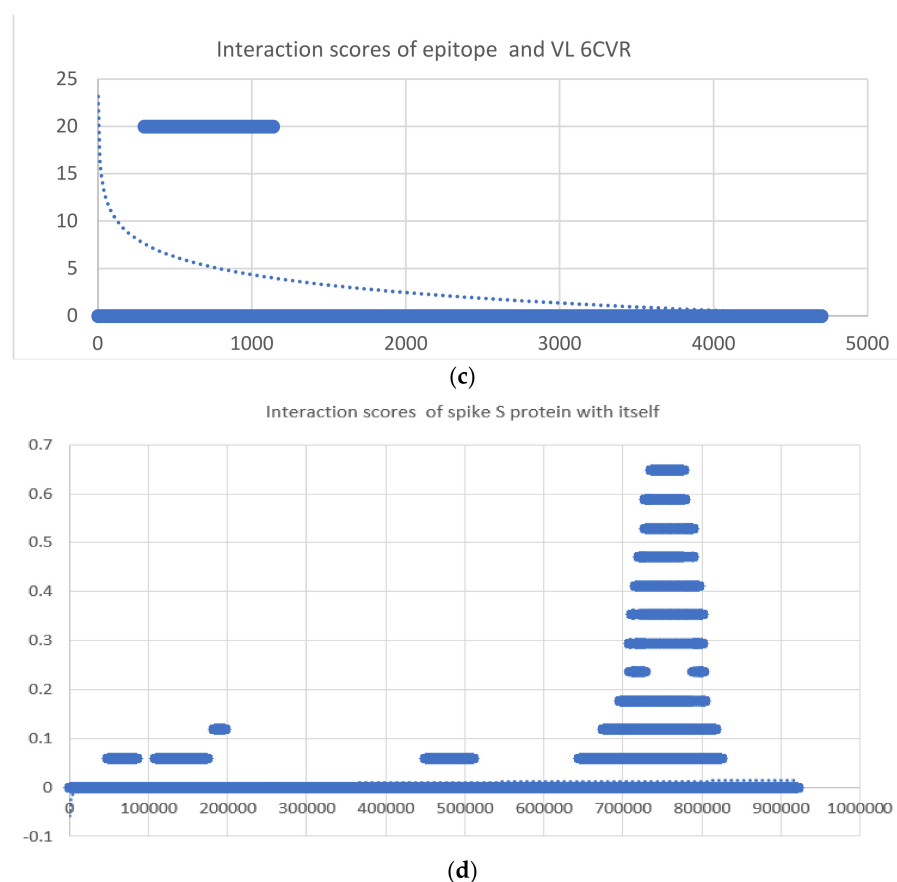 Interaction scores of epitope and VL 6CVR
25
20
15
10
5
0
0 1000 2000 3000 4000 5000
(c)
Interaction scores of spike S protein with itself
0.7
0.6
0.5
0.4
0.3
0.2
0.1
0
0 100000 200000 300000 400000 500000 600000 700000 800000 900000 1000000
-0.1
(d)